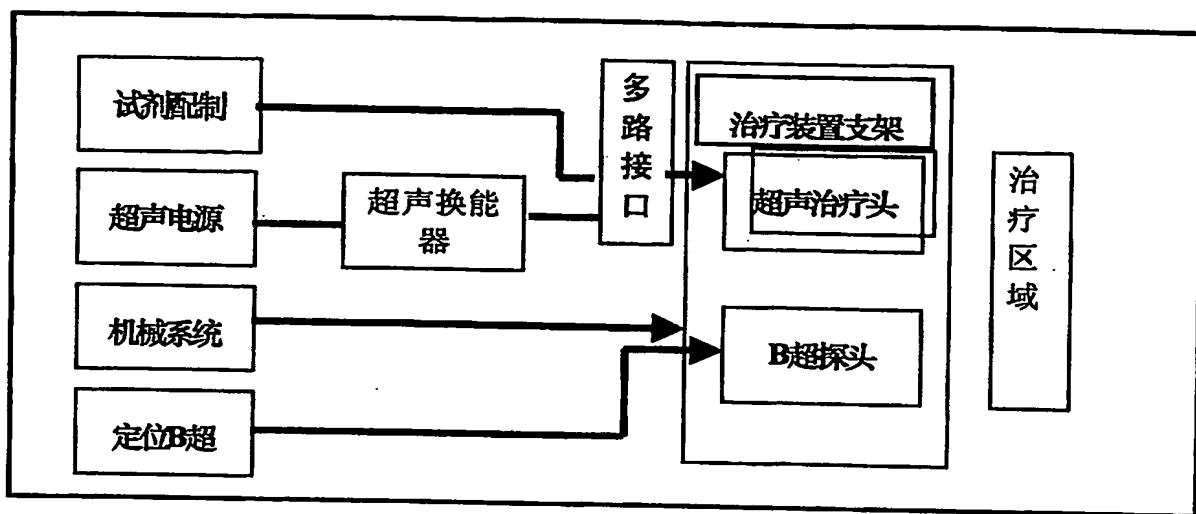 试剂配制
超声电源
机械系统
定位B超
超声换能
器
多
路
接
口
治疗装置支架
超声治疗头
B超探头
治
疗
区
域